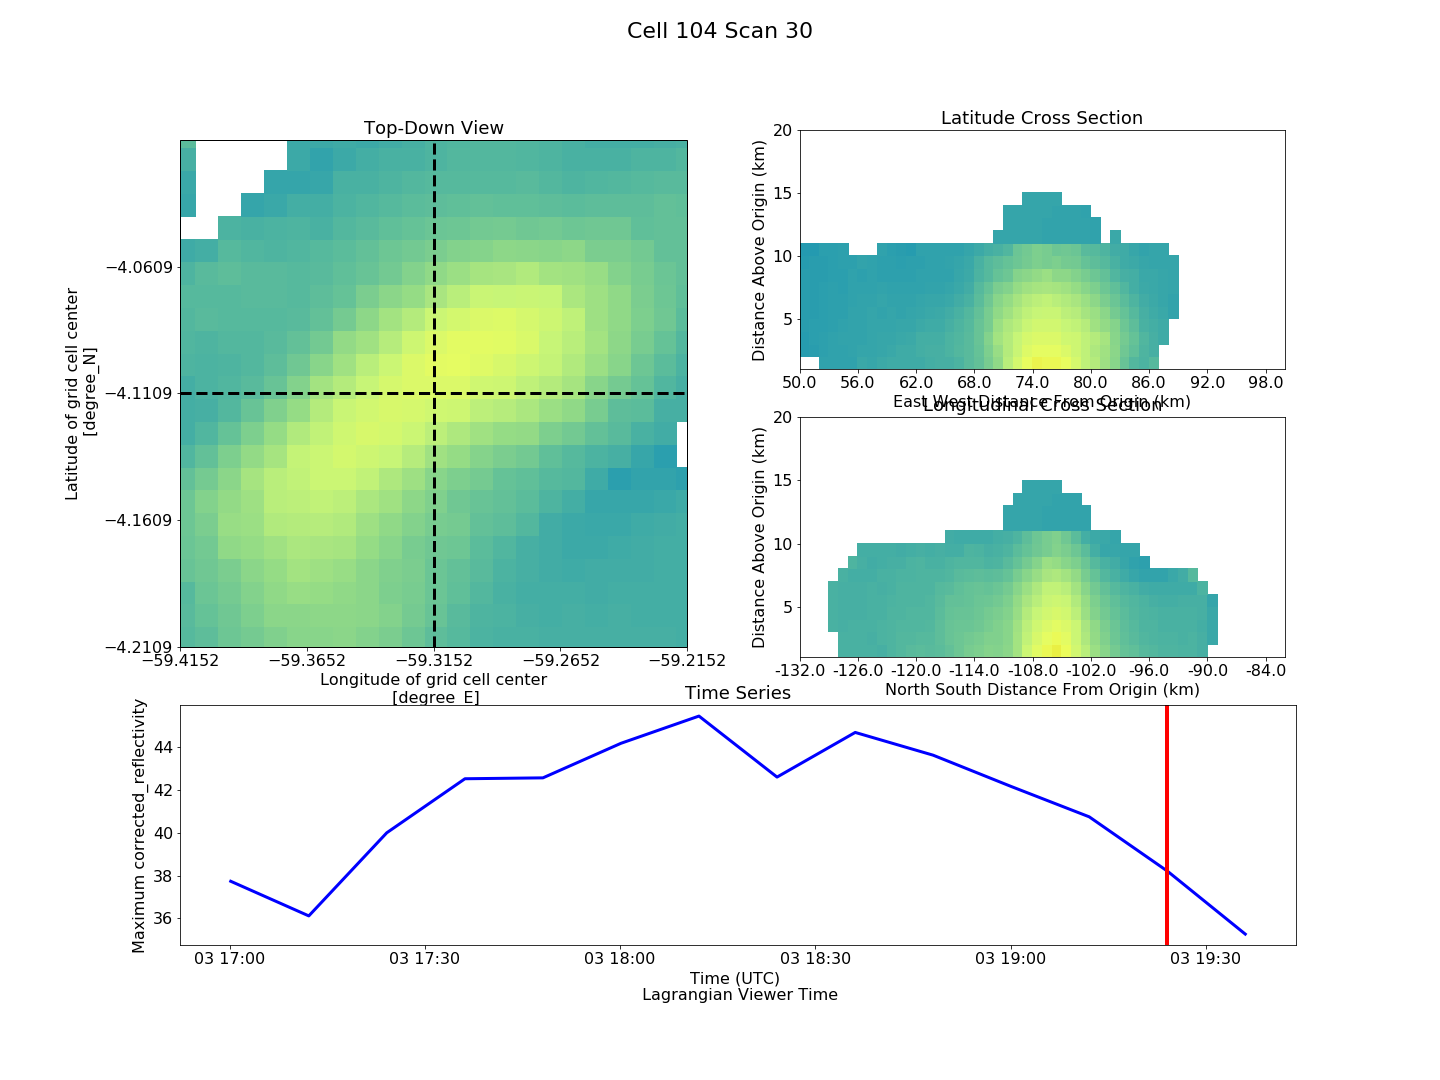 Cell 104 Scan 30
Top-Down View
−4.0609
−4.1109
−4.1609
−4.2109
Latitude of grid cell center
[degree_N]
−59.4152 −59.3652 −59.3152 −59.2652 −59.2152
Longitude of grid cell center
[degree_E]
Latitude Cross Section
20
15
10
5
Distance Above Origin (km)
50.0 56.0 62.0 68.0 74.0 80.0 86.0 92.0 98.0
East West Distance From Origin (km)
Longitudinal Cross Section
20
15
10
5
Distance Above Origin (km)
-132.0 -126.0 -120.0 -114.0 -108.0 -102.0 -96.0 -90.0 -84.0
North South Distance From Origin (km)
Time Series
44
42
40
38
36
Maximum corrected_reflectivity
03 17:00 03 17:30 03 18:00 03 18:30 03 19:00 03 19:30
Time (UTC)
Lagrangian Viewer Time